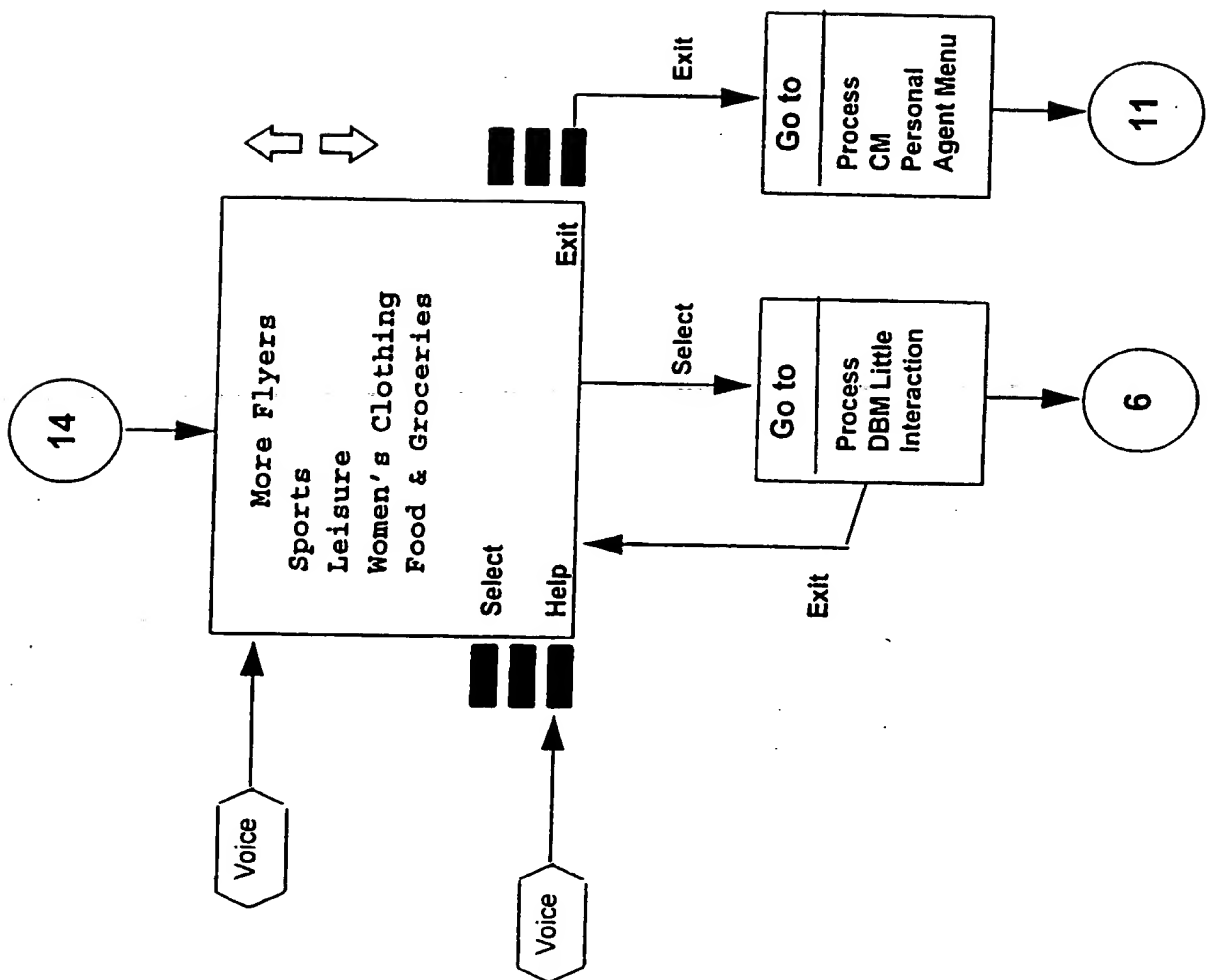 14
Voice
More Flyers
Sports
Leisure
Women's Clothing
Food & Groceries
Select
Help
Exit
Voice
Exit
Select
Exit
Go to
Process
DBM Little
Interaction
6
Go to
Process
CM
Personal
Agent Menu
11